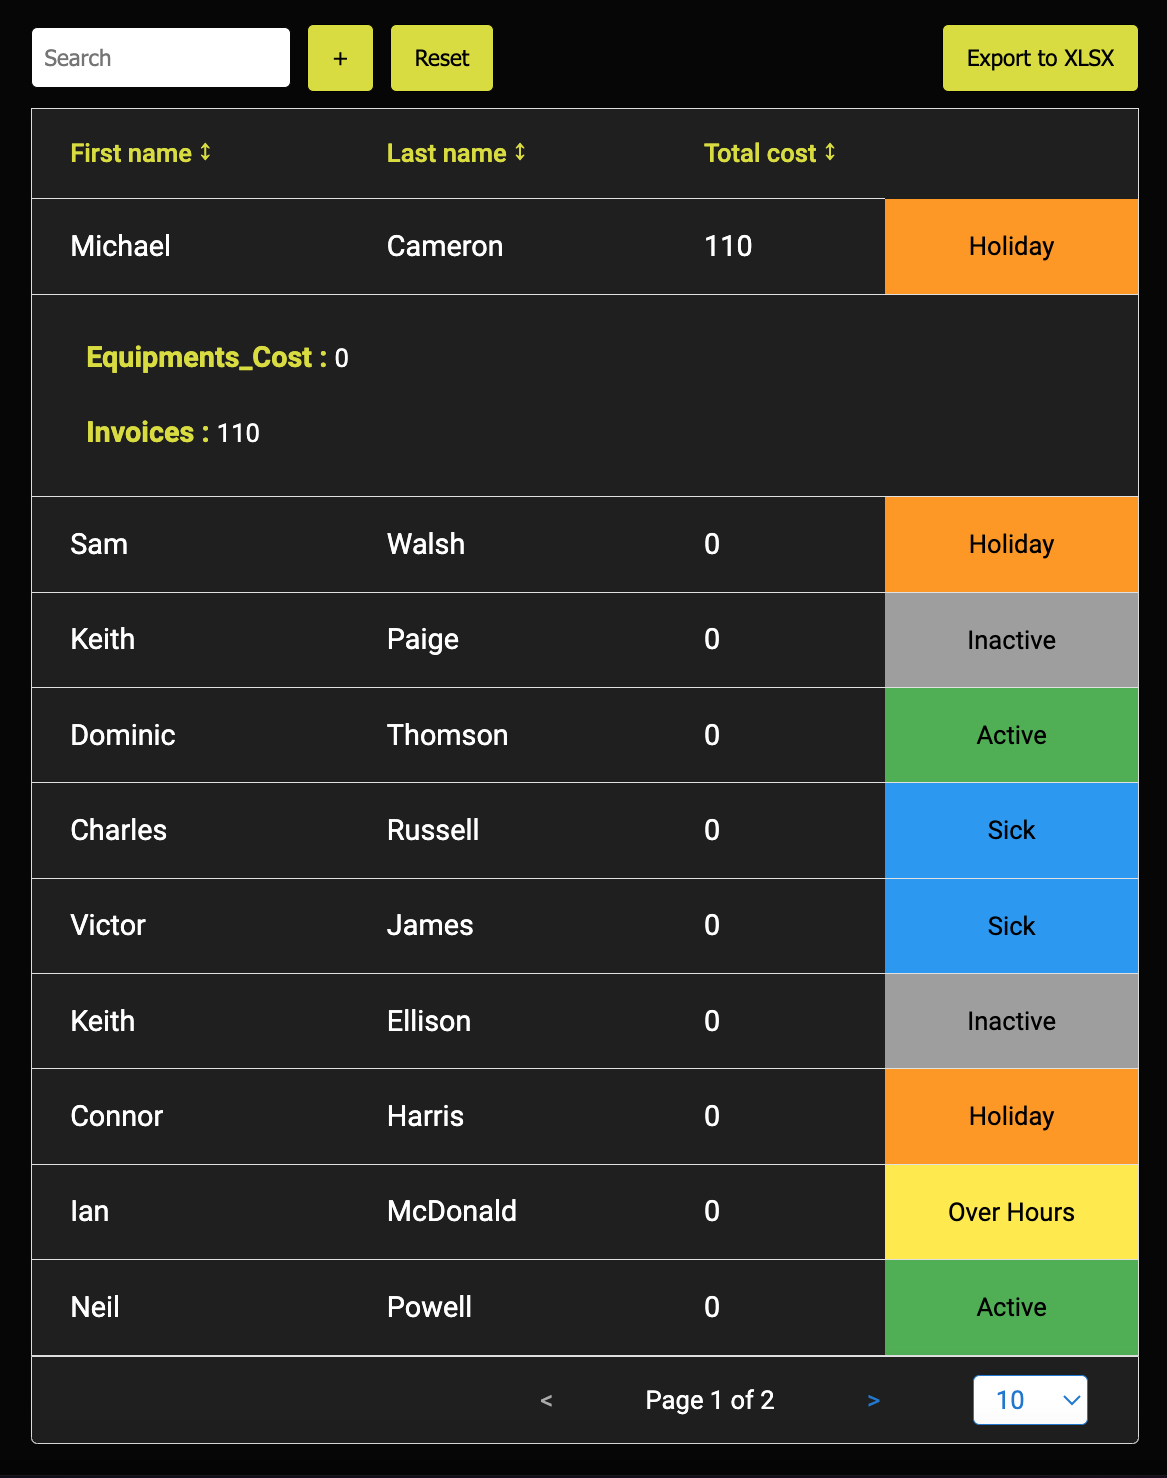 Search + Reset Export to XLSX
First name ↕ Last name ↕ Total cost ↕
Michael Cameron 110 Holiday
Equipments_Cost : 0
Invoices : 110
Sam Walsh 0 Holiday
Keith Paige 0 Inactive
Dominic Thomson 0 Active
Charles Russell 0 Sick
Victor James 0 Sick
Keith Ellison 0 Inactive
Connor Harris 0 Holiday
Ian McDonald 0 Over Hours
Neil Powell 0 Active
< Page 1 of 2 > 10